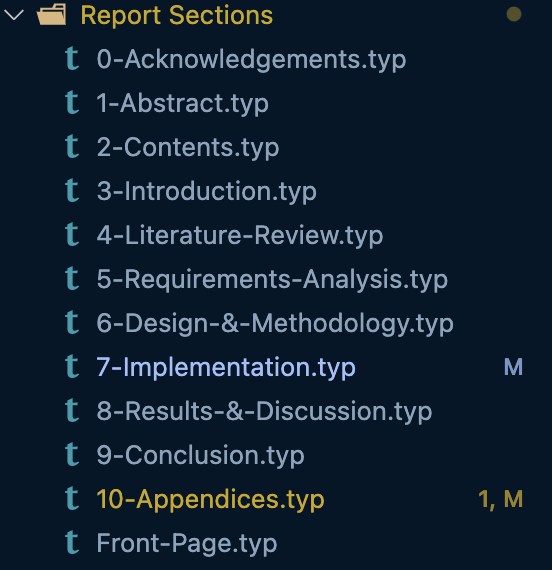 Report Sections
t 0-Acknowledgements.typ
t 1-Abstract.typ
t 2-Contents.typ
t 3-Introduction.typ
t 4-Literature-Review.typ
t 5-Requirements-Analysis.typ
t 6-Design-&-Methodology.typ
t 7-Implementation.typ M
t 8-Results-&-Discussion.typ
t 9-Conclusion.typ
t 10-Appendices.typ 1, M
t Front-Page.typ